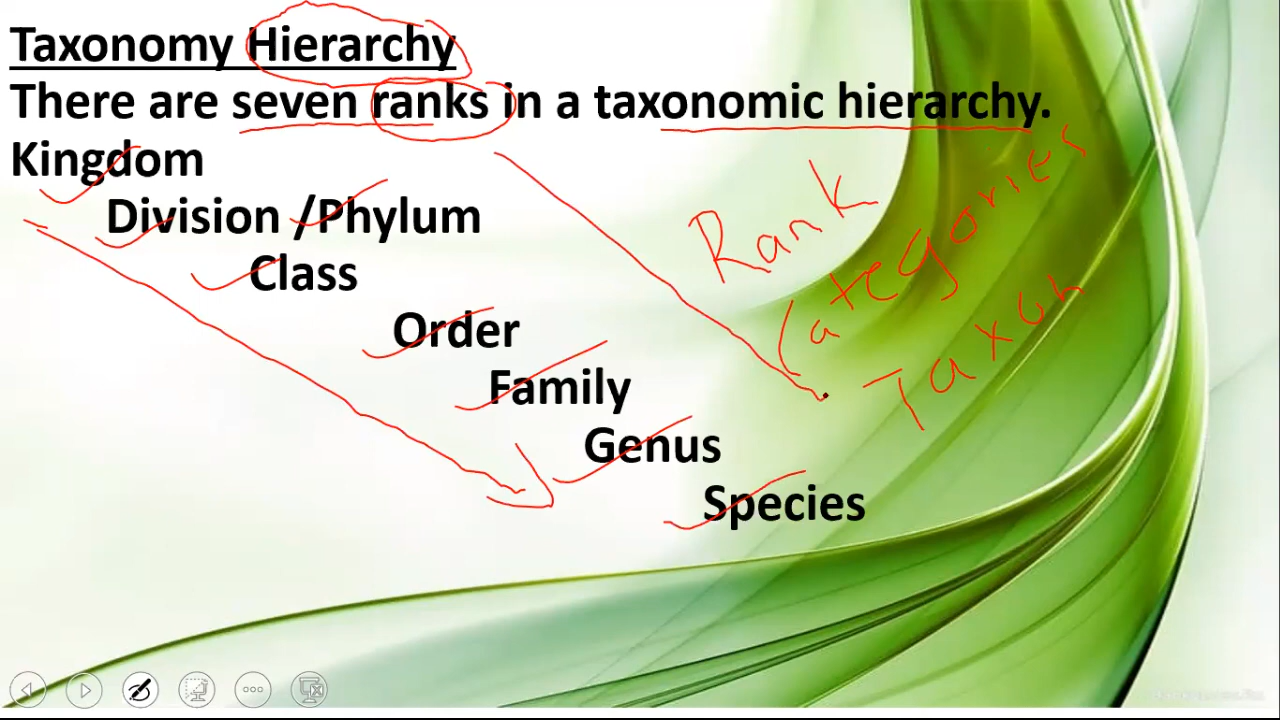 Taxonomy Hierarchy
There are seven ranks in a taxonomic hierarchy.
Kingdom
Division /Phylum
Class
Order
Family
Genus
Species
Rank
Categories
Taxon